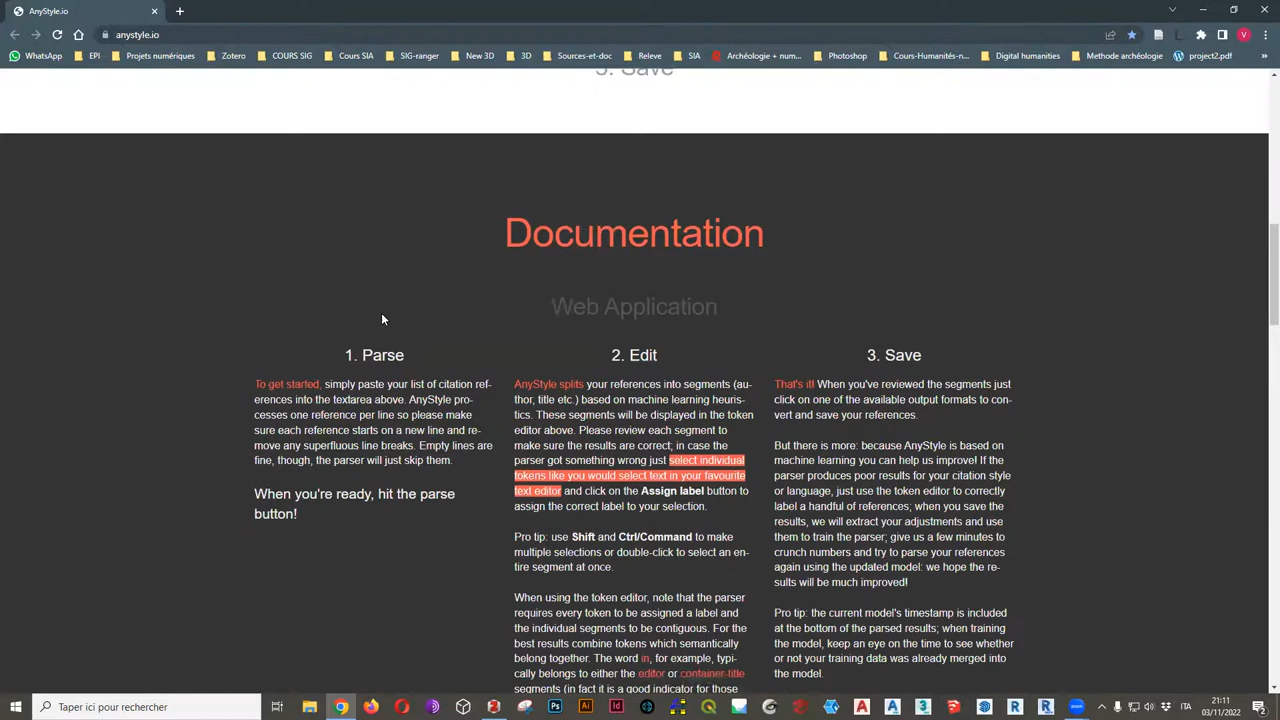 AnyStyle.io
anystyle.io
WhatsApp EPI Projets numériques Zotero COURS SIG Cours SIA SIG-ranger New 3D 3D Sources-et-doc Releve SIA Archéologie + num... Photoshop Cours-Humanités-n... Digital humanities Methode archéologie project2.pdf
3. Save
Documentation
Web Application
1. Parse
To get started, simply paste your list of citation ref-
erences into the textarea above. AnyStyle pro-
cesses one reference per line so please make
sure each reference starts on a new line and re-
move any superfluous line breaks. Empty lines are
fine, though, the parser will just skip them.
When you're ready, hit the parse
button!
2. Edit
AnyStyle splits your references into segments (au-
thor, title etc.) based on machine learning heuris-
tics. These segments will be displayed in the token
editor above. Please review each segment to
make sure the results are correct; in case the
parser got something wrong just select individual
tokens like you would select text in your favourite
text editor and click on the Assign label button to
assign the correct label to your selection.
Pro tip: use Shift and Ctrl/Command to make
multiple selections or double-click to select an en-
tire segment at once.
When using the token editor, note that the parser
requires every token to be assigned a label and
the individual segments to be contiguous. For the
best results combine tokens which semantically
belong together. The word in, for example, typi-
cally belongs to either the editor or container-title
segments (in fact it is a good indicator for those
3. Save
That's it! When you've reviewed the segments just
click on one of the available output formats to con-
vert and save your references.
But there is more: because AnyStyle is based on
machine learning you can help us improve! If the
parser produces poor results for your citation style
or language, just use the token editor to correctly
label a handful of references; when you save the
results, we will extract your adjustments and use
them to train the parser; give us a few minutes to
crunch numbers and try to parse your references
again using the updated model: we hope the re-
sults will be much improved!
Pro tip: the current model's timestamp is included
at the bottom of the parsed results; when training
the model, keep an eye on the time to see whether
or not your training data was already merged into
the model.
Taper ici pour rechercher
ITA
21:11
03/11/2022